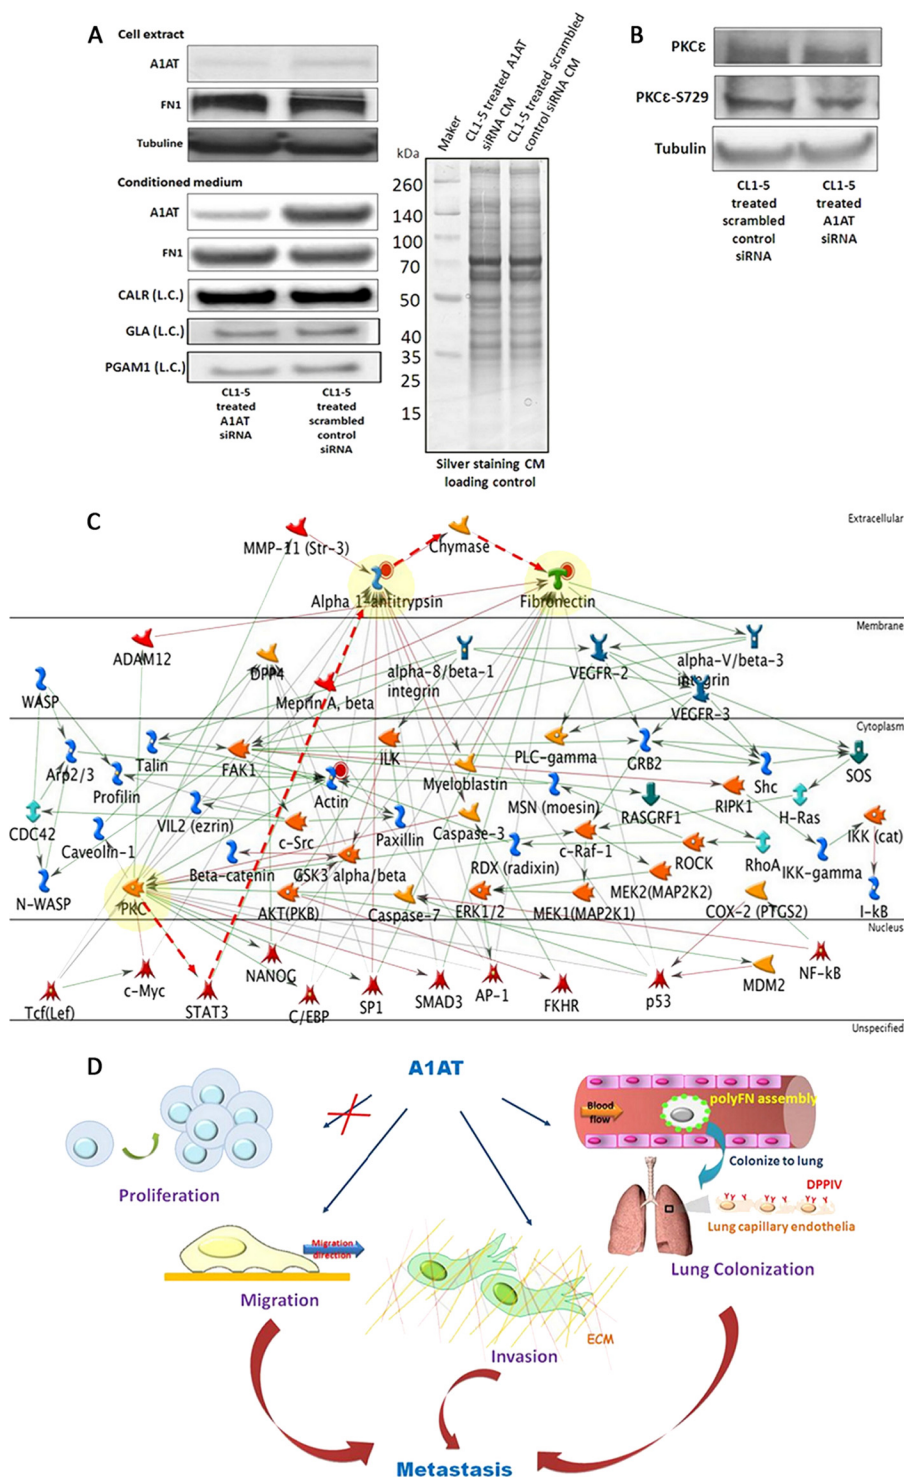 A
Cell extract
A1AT
FN1
Tubuline
Conditioned medium
A1AT
FN1
CALR (L.C.)
GLA (L.C.)
PGAM1 (L.C.)
CL1-5
treated
A1AT
siRNA
CL1-5
treated
scrambled
control
siRNA
Maker
CL1-5 treated A1AT
siRNA CM
CL1-5 treated scrambled
control siRNA CM
kDa
260
140
100
70
50
40
35
25
15
Silver staining CM
loading control
B
PKCε
PKCε-S729
Tubulin
CL1-5
treated
scrambled
control
siRNA
CL1-5
treated
A1AT
siRNA
C
Extracellular
MMP-11 (Str-3)
Chymase
Alpha 1-antitrypsin
Fibronectin
Membrane
ADAM12
DPP4
alpha-8/beta-1
integrin
VEGFR-2
alpha-V/beta-3
integrin
WASP
Meprin A, beta
VEGFR-3
Cytoplasm
Arp2/3
Talin
FAK1
ILK
PLC-gamma
GRB2
Shc
SOS
Profilin
Actin
Myeloblastin
MSN (moesin)
RASGRF1
RIPK1
H-Ras
CDC42
Caveolin-1
VIL2 (ezrin)
c-Src
Paxillin
Caspase-3
c-Raf-1
IKK (cat)
Beta-catenin
GSK3 alpha/beta
RDX (radixin)
ROCK
RhoA
IKK-gamma
N-WASP
PKC
AKT(PKB)
Caspase-7
ERK1/2
MEK1(MAP2K1)
MEK2(MAP2K2)
COX-2 (PTGS2)
I-kB
Nucleus
Tcf(Lef)
c-Myc
STAT3
NANOG
C/EBP
SP1
SMAD3
AP-1
FKHR
p53
MDM2
NF-kB
Unspecified
D
A1AT
Proliferation
Blood
flow
polyFN assembly
Colonize to lung
DPPIV
Lung capillary endothelia
Lung Colonization
Migration
direction
Migration
ECM
Invasion
Metastasis